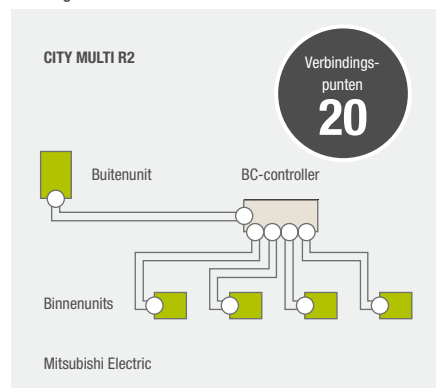 CITY MULTI R2
Verbindings-
punten
20
Buitenunit
BC-controller
Binnenunits
Mitsubishi Electric